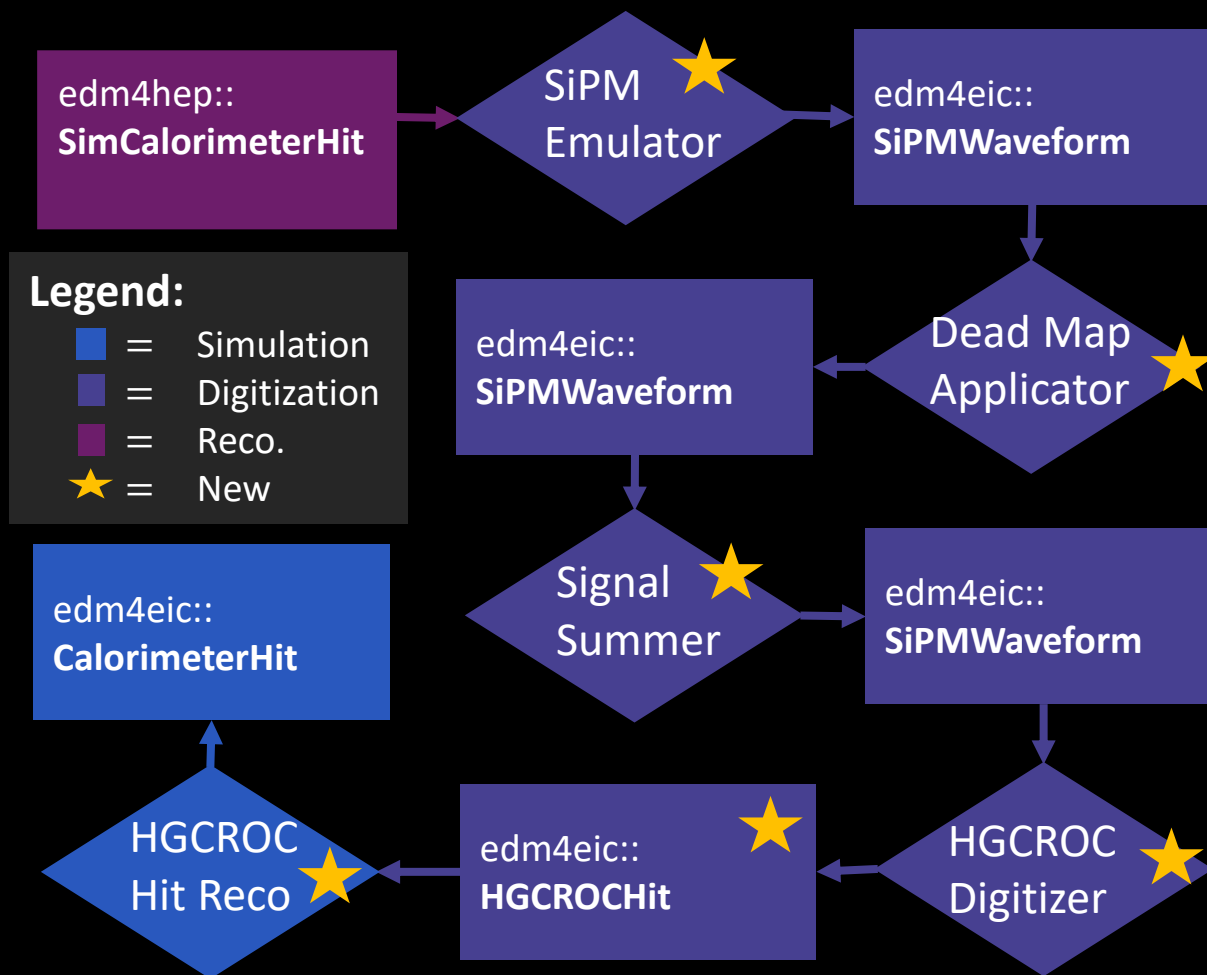 edm4hep::
SimCalorimeterHit
SiPM
Emulator
edm4eic::
SiPMWaveform
Legend:
= Simulation
= Digitization
= Reco.
= New
edm4eic::
SiPMWaveform
Dead Map
Applicator
edm4eic::
CalorimeterHit
Signal
Summer
edm4eic::
SiPMWaveform
HGCROC
Hit Reco
edm4eic::
HGCROCHit
HGCROC
Digitizer